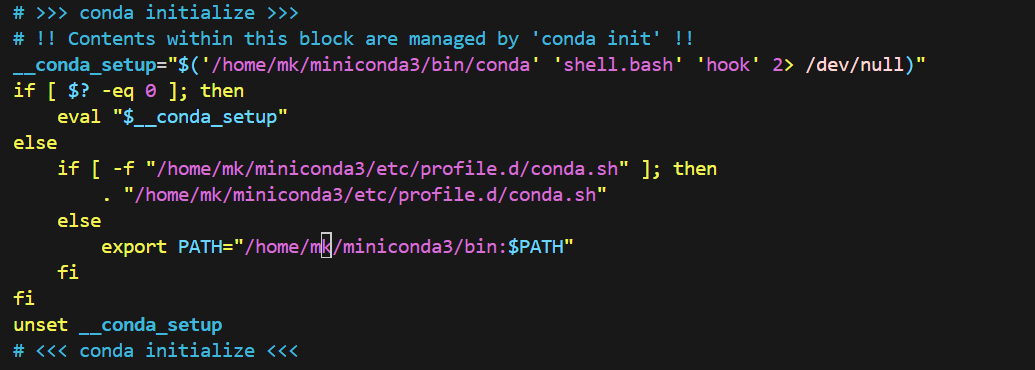 # >>> conda initialize >>>
# !! Contents within this block are managed by 'conda init' !!
__conda_setup="$('/home/mk/miniconda3/bin/conda' 'shell.bash' 'hook' 2> /dev/null)"
if [ $? -eq 0 ]; then
    eval "$__conda_setup"
else
    if [ -f "/home/mk/miniconda3/etc/profile.d/conda.sh" ]; then
        . "/home/mk/miniconda3/etc/profile.d/conda.sh"
    else
        export PATH="/home/mk/miniconda3/bin:$PATH"
    fi
fi
unset __conda_setup
# <<< conda initialize <<<